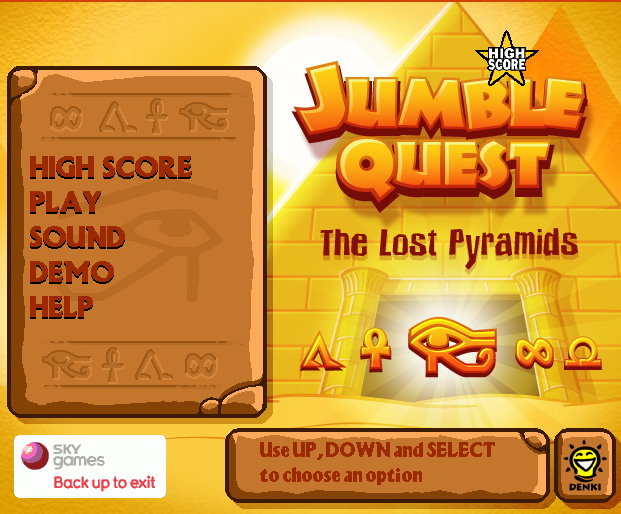 HIGH
SCORE
JUMBLE
QUEST
The Lost Pyramids
HIGH SCORE
PLAY
SOUND
DEMO
HELP
sky
games
Back up to exit
Use UP, DOWN and SELECT
to choose an option
DENKI